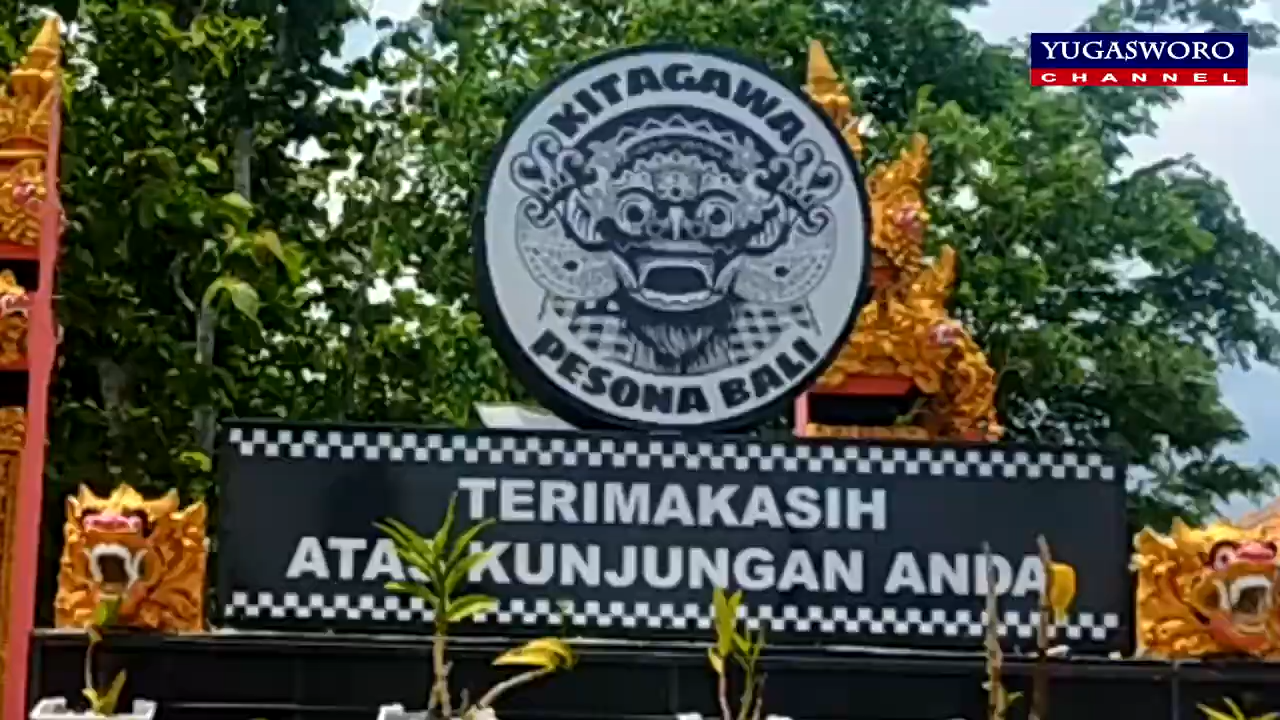 YUGASWORO
CHANNEL
KITAGAWA
PESONA BALI
TERIMAKASIH
ATAS KUNJUNGAN ANDA